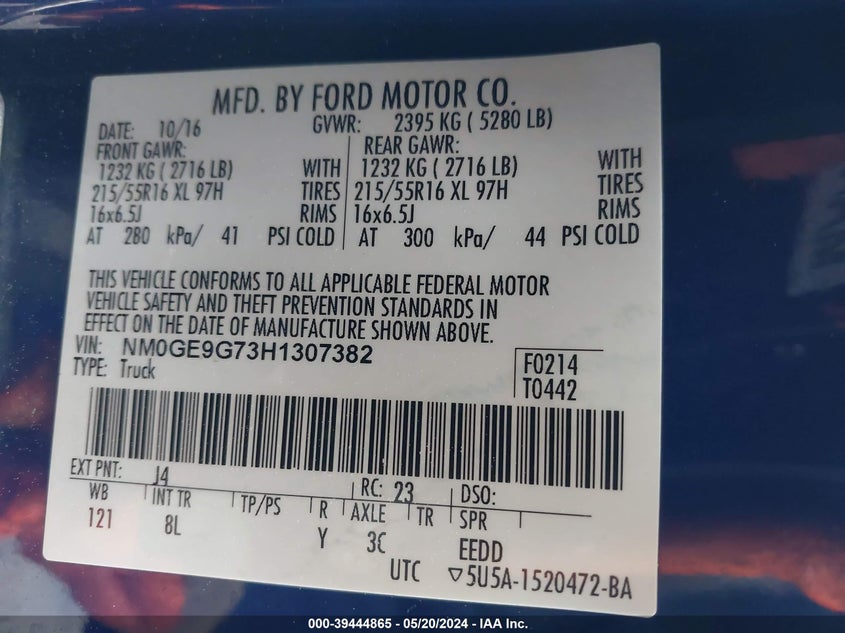 MFD. BY FORD MOTOR CO.
DATE: 10/16 GVWR: 2395 KG ( 5280 LB)
FRONT GAWR: REAR GAWR:
1232 KG ( 2716 LB) WITH 1232 KG ( 2716 LB) WITH
215/55R16 XL 97H TIRES 215/55R16 XL 97H TIRES
16x6.5J RIMS 16x6.5J RIMS
AT 280 kPa/ 41 PSI COLD AT 300 kPa/ 44 PSI COLD
THIS VEHICLE CONFORMS TO ALL APPLICABLE FEDERAL MOTOR
VEHICLE SAFETY AND THEFT PREVENTION STANDARDS IN
EFFECT ON THE DATE OF MANUFACTURE SHOWN ABOVE.
VIN: NM0GE9G73H1307382 F0214
TYPE: Truck T0442
EXT PNT: J4 RC: 23 DSO:
WB INT TR TP/PS R AXLE TR SPR
121 8L Y 3C EEDD
UTC ▽5U5A-1520472-BA
000-39444865 - 05/20/2024 - IAA Inc.